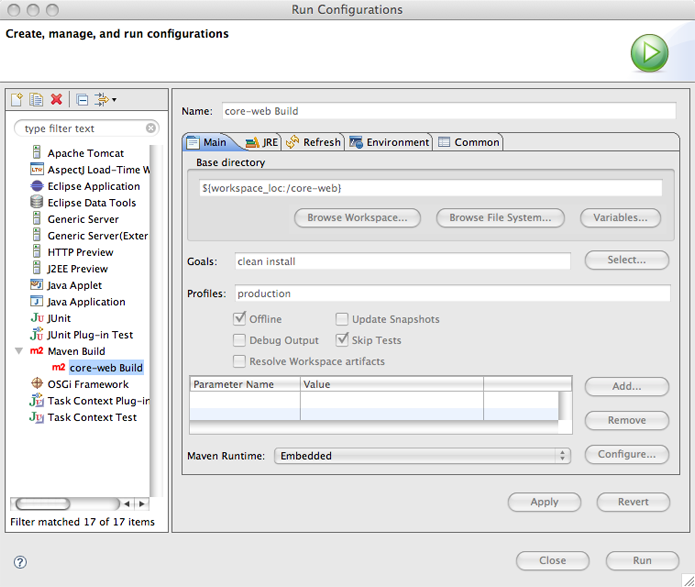 Run Configurations
Create, manage, and run configurations
type filter text
Apache Tomcat
AspectJ Load-Time W
Eclipse Application
Eclipse Data Tools
Generic Server
Generic Server(Exter
HTTP Preview
J2EE Preview
Java Applet
Java Application
JUnit
JUnit Plug-in Test
Maven Build
core-web Build
OSGi Framework
Task Context Plug-in
Task Context Test
Filter matched 17 of 17 items
Name: core-web Build
Main JRE Refresh Environment Common
Base directory
${workspace_loc:/core-web}
Browse Workspace... Browse File System... Variables...
Goals: clean install Select...
Profiles: production
Offline Update Snapshots
Debug Output Skip Tests
Resolve Workspace artifacts
Parameter Name Value
Add...
Remove
Maven Runtime: Embedded Configure...
Apply Revert
Close Run